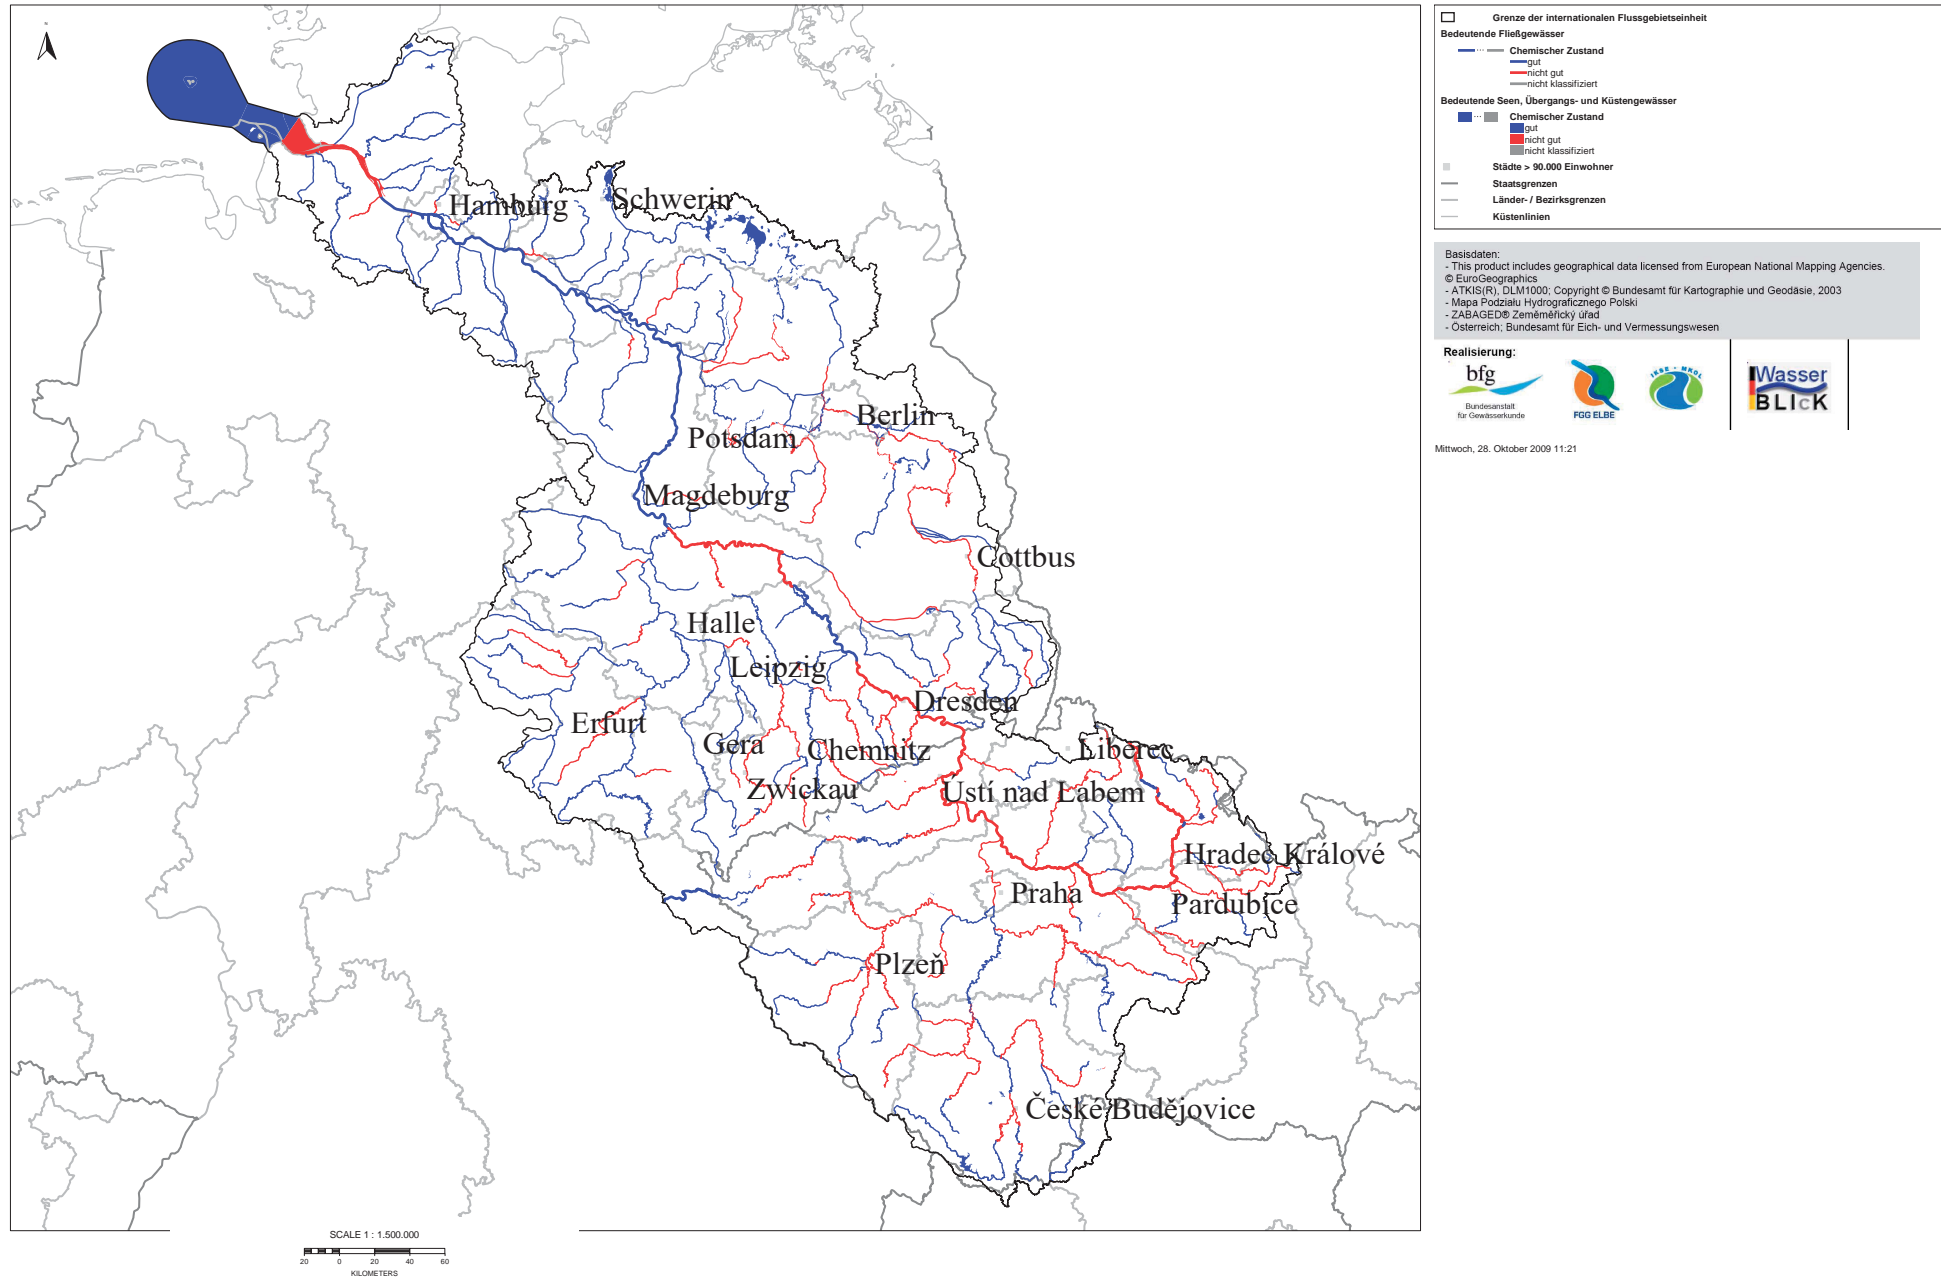 Hamburg
Schwerin
Berlin
Potsdam
Magdeburg
Cottbus
Halle
Leipzig
Dresden
Erfurt
Gera
Chemnitz
Liberec
Zwickau
Ústí nad Labem
Hradec Králové
Praha
Pardubice
Plzeň
České Budějovice
SCALE 1 : 1.500.000
20 0 20 40 60
KILOMETERS
Grenze der internationalen Flussgebietseinheit
Bedeutende Fließgewässer
Chemischer Zustand
gut
nicht gut
nicht klassifiziert
Bedeutende Seen, Übergangs- und Küstengewässer
Chemischer Zustand
gut
nicht gut
nicht klassifiziert
Städte > 90.000 Einwohner
Staatsgrenzen
Länder- / Bezirksgrenzen
Küstenlinien
Basisdaten:
- This product includes geographical data licensed from European National Mapping Agencies.
© EuroGeographics
- ATKIS(R), DLM1000; Copyright © Bundesamt für Kartographie und Geodäsie, 2003
- Mapa Podziału Hydrograficznego Polski
- ZABAGED® Zeměměřický úřad
- Österreich; Bundesamt für Eich- und Vermessungswesen
Realisierung:
bfg
Bundesanstalt
für Gewässerkunde
FGG ELBE
IKSE - MKOL
Wasser
BLIcK
Mittwoch, 28. Oktober 2009 11:21